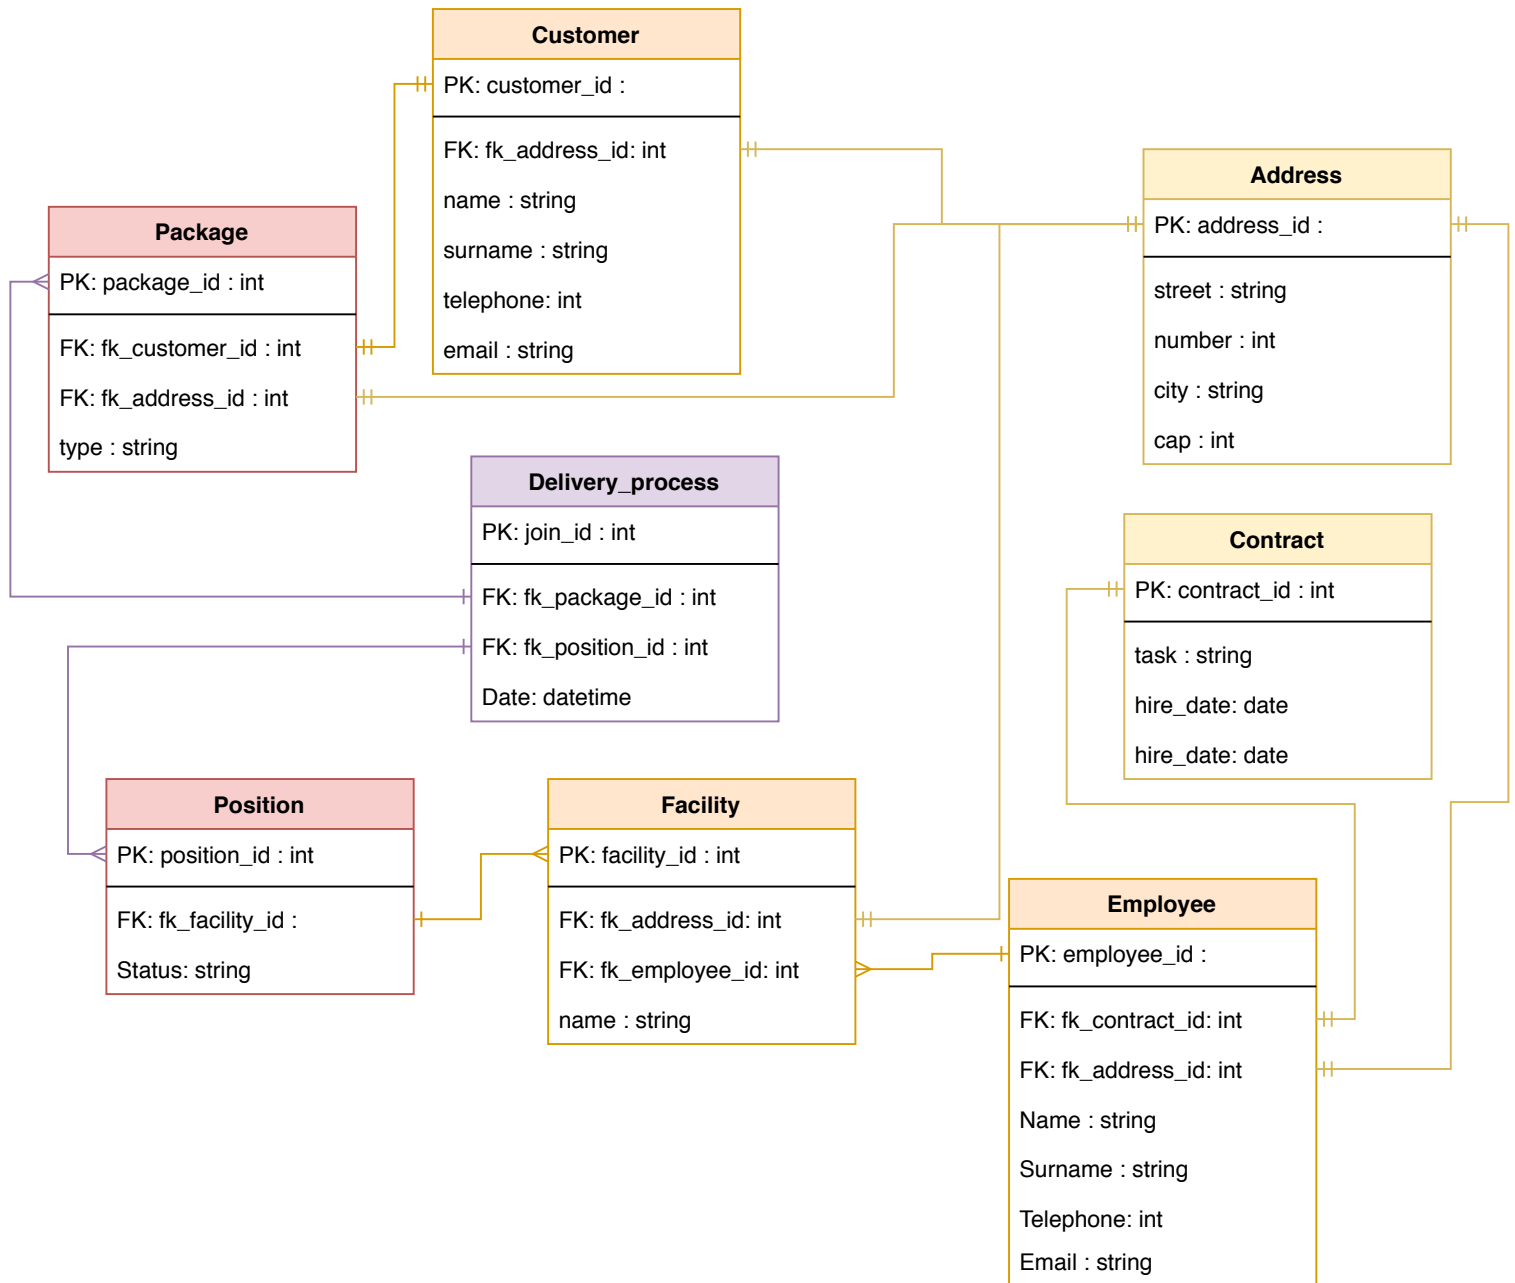 Customer
PK: customer_id :
FK: fk_address_id: int
name : string
surname : string
telephone: int
email : string
Address
PK: address_id :
street : string
number : int
city : string
cap : int
Package
PK: package_id : int
FK: fk_customer_id : int
FK: fk_address_id : int
type : string
Delivery_process
PK: join_id : int
FK: fk_package_id : int
FK: fk_position_id : int
Date: datetime
Contract
PK: contract_id : int
task : string
hire_date: date
hire_date: date
Position
PK: position_id : int
FK: fk_facility_id :
Status: string
Facility
PK: facility_id : int
FK: fk_address_id: int
FK: fk_employee_id: int
name : string
Employee
PK: employee_id :
FK: fk_contract_id: int
FK: fk_address_id: int
Name : string
Surname : string
Telephone: int
Email : string